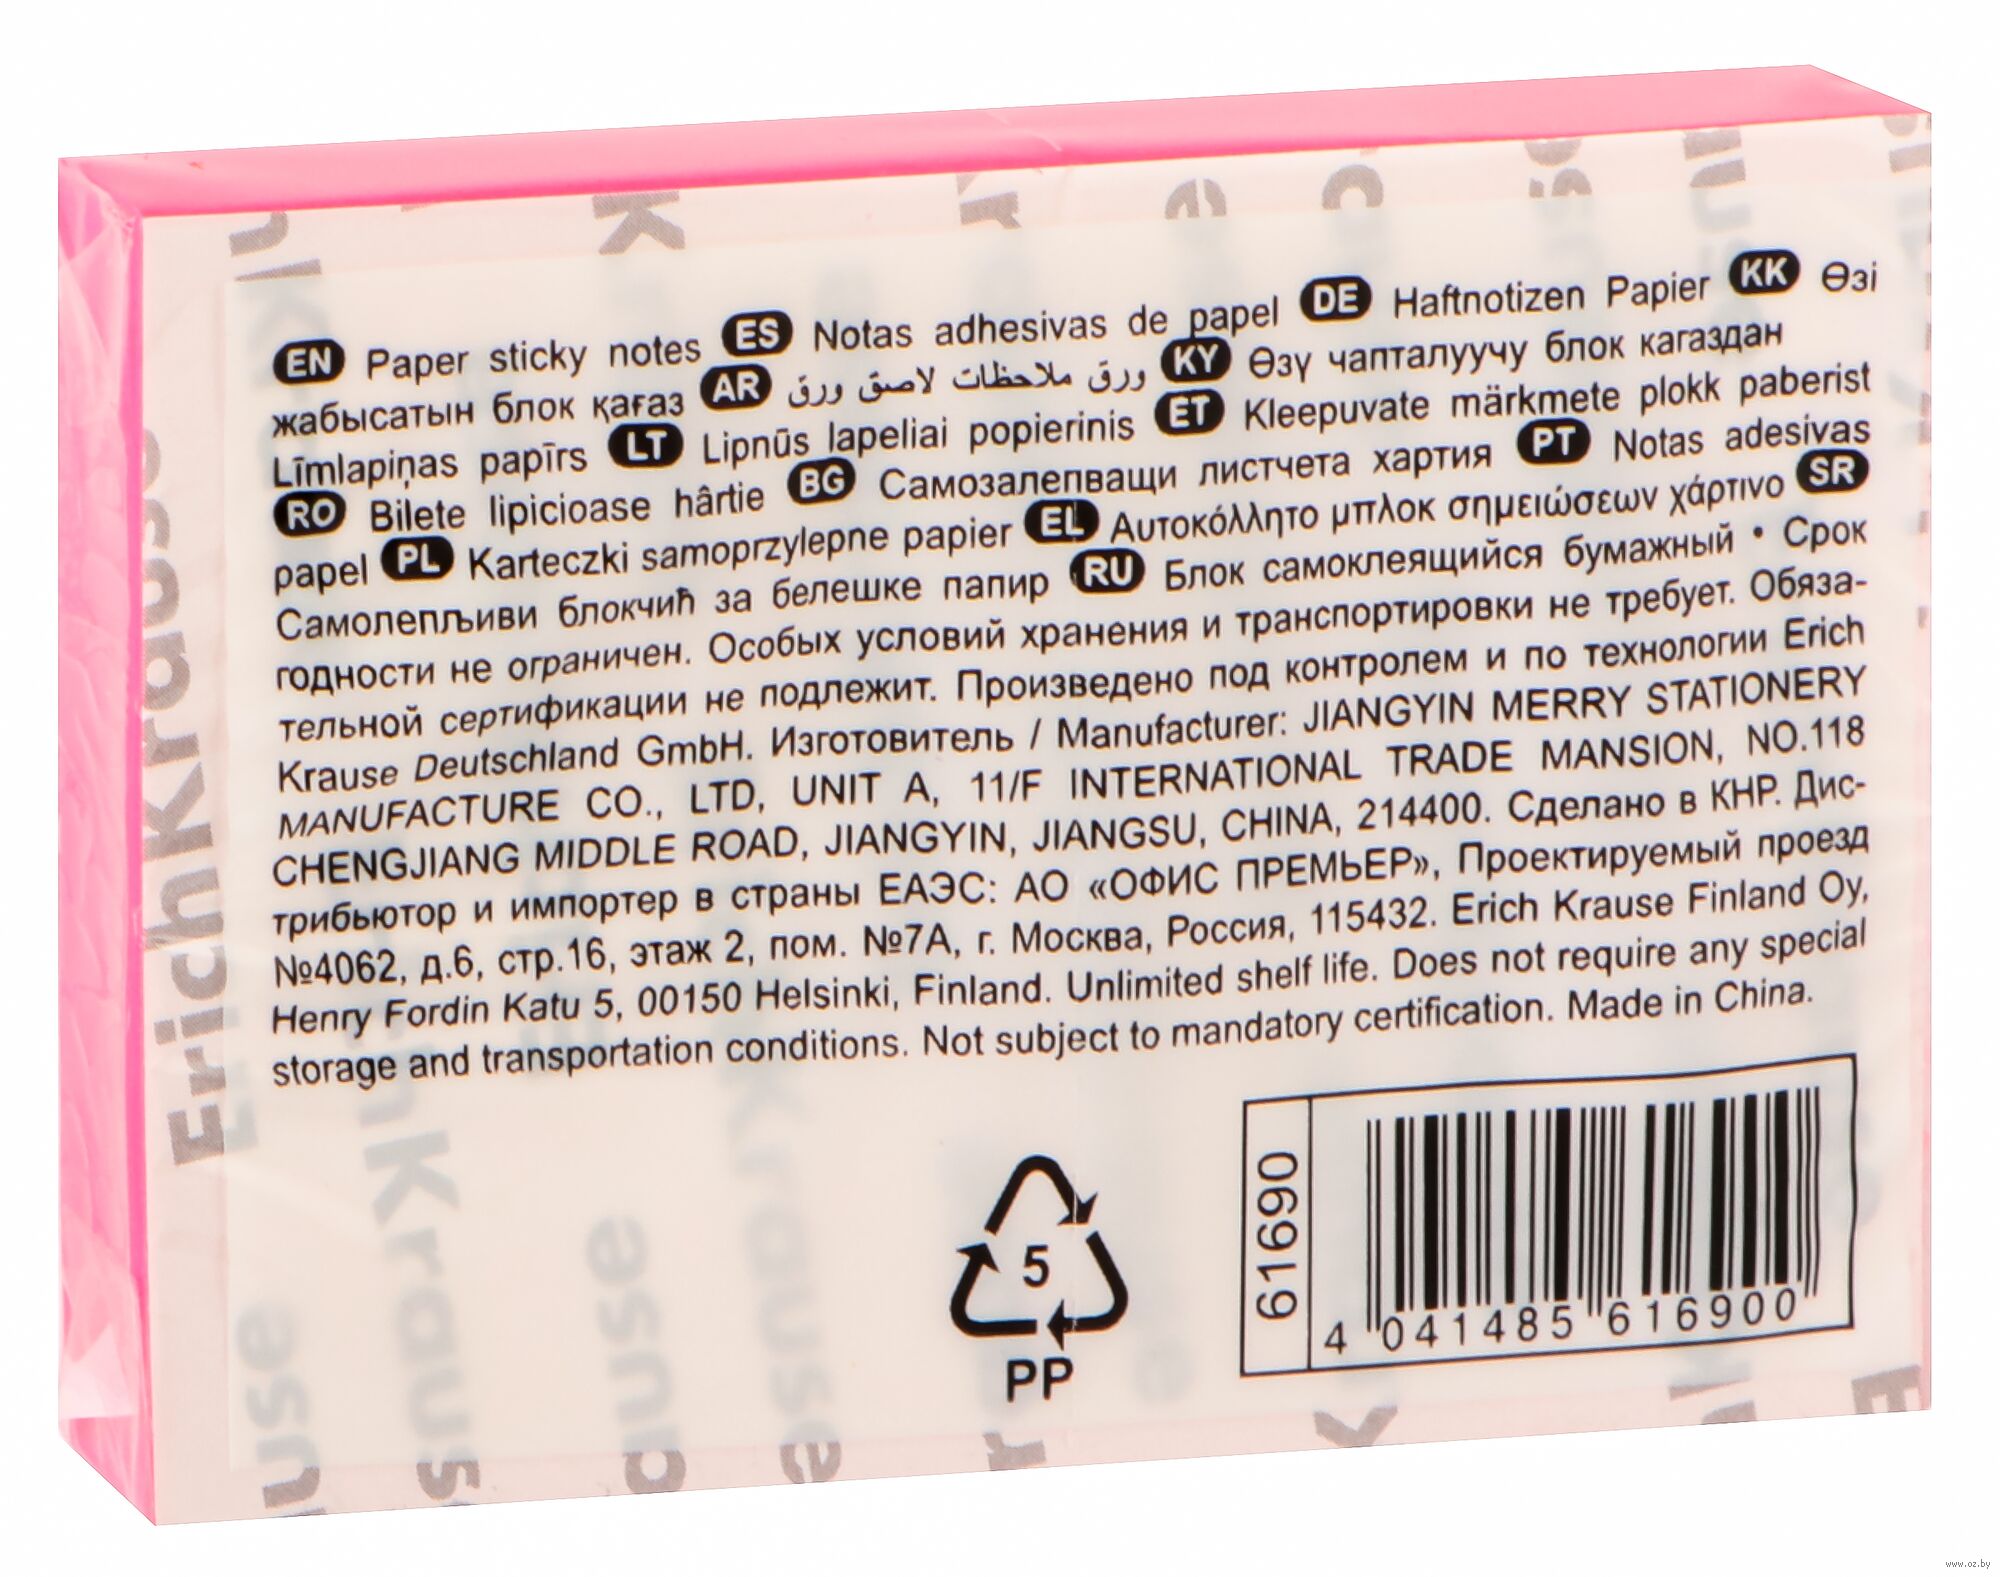 EN Paper sticky notes ES Notas adhesivas de papel DE Haftnotizen Papier KK Өзі
жабысатын блок қағаз AR ورق ملاحظات لاصق ورق KY Өзү чапталуучу блок кагаздан
Līmlapiņas papīrs LT Lipnūs lapeliai popierinis ET Kleepuvate märkmete plokk paberist
RO Bilete lipicioase hârtie BG Самозалепващи листчета хартия PT Notas adesivas
papel PL Karteczki samoprzylepne papier EL Αυτοκόλλητο μπλοκ σημειώσεων χάρτινο SR
Самолепљиви блокчић за белешке папир RU Блок самоклеящийся бумажный • Срок
годности не ограничен. Особых условий хранения и транспортировки не требует. Обяза-
тельной сертификации не подлежит. Произведено под контролем и по технологии Erich
Krause Deutschland GmbH. Изготовитель / Manufacturer: JIANGYIN MERRY STATIONERY
MANUFACTURE CO., LTD, UNIT A, 11/F INTERNATIONAL TRADE MANSION, NO.118
CHENGJIANG MIDDLE ROAD, JIANGYIN, JIANGSU, CHINA, 214400. Сделано в КНР. Дис-
трибьютор и импортер в страны ЕАЭС: АО «ОФИС ПРЕМЬЕР», Проектируемый проезд
№4062, д.6, стр.16, этаж 2, пом. №7А, г. Москва, Россия, 115432. Erich Krause Finland Oy,
Henry Fordin Katu 5, 00150 Helsinki, Finland. Unlimited shelf life. Does not require any special
storage and transportation conditions. Not subject to mandatory certification. Made in China.
5
PP
61690
4 041485 616900
ErichKrause
www.oz.by